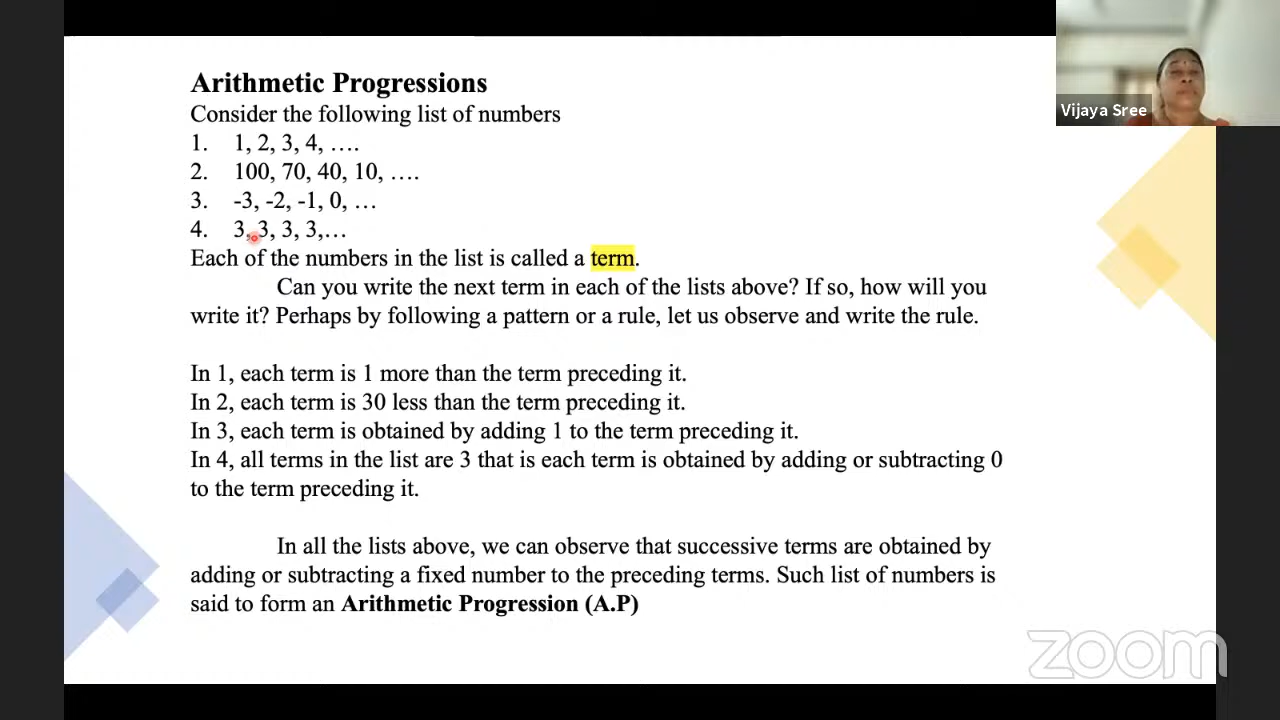 Arithmetic Progressions
Consider the following list of numbers
1. 1, 2, 3, 4, ....
2. 100, 70, 40, 10, ....
3. -3, -2, -1, 0, ...
4. 3, 3, 3, 3,...
Each of the numbers in the list is called a term.
Can you write the next term in each of the lists above? If so, how will you
write it? Perhaps by following a pattern or a rule, let us observe and write the rule.
In 1, each term is 1 more than the term preceding it.
In 2, each term is 30 less than the term preceding it.
In 3, each term is obtained by adding 1 to the term preceding it.
In 4, all terms in the list are 3 that is each term is obtained by adding or subtracting 0
to the term preceding it.
In all the lists above, we can observe that successive terms are obtained by
adding or subtracting a fixed number to the preceding terms. Such list of numbers is
said to form an Arithmetic Progression (A.P)
Vijaya Sree
zoom